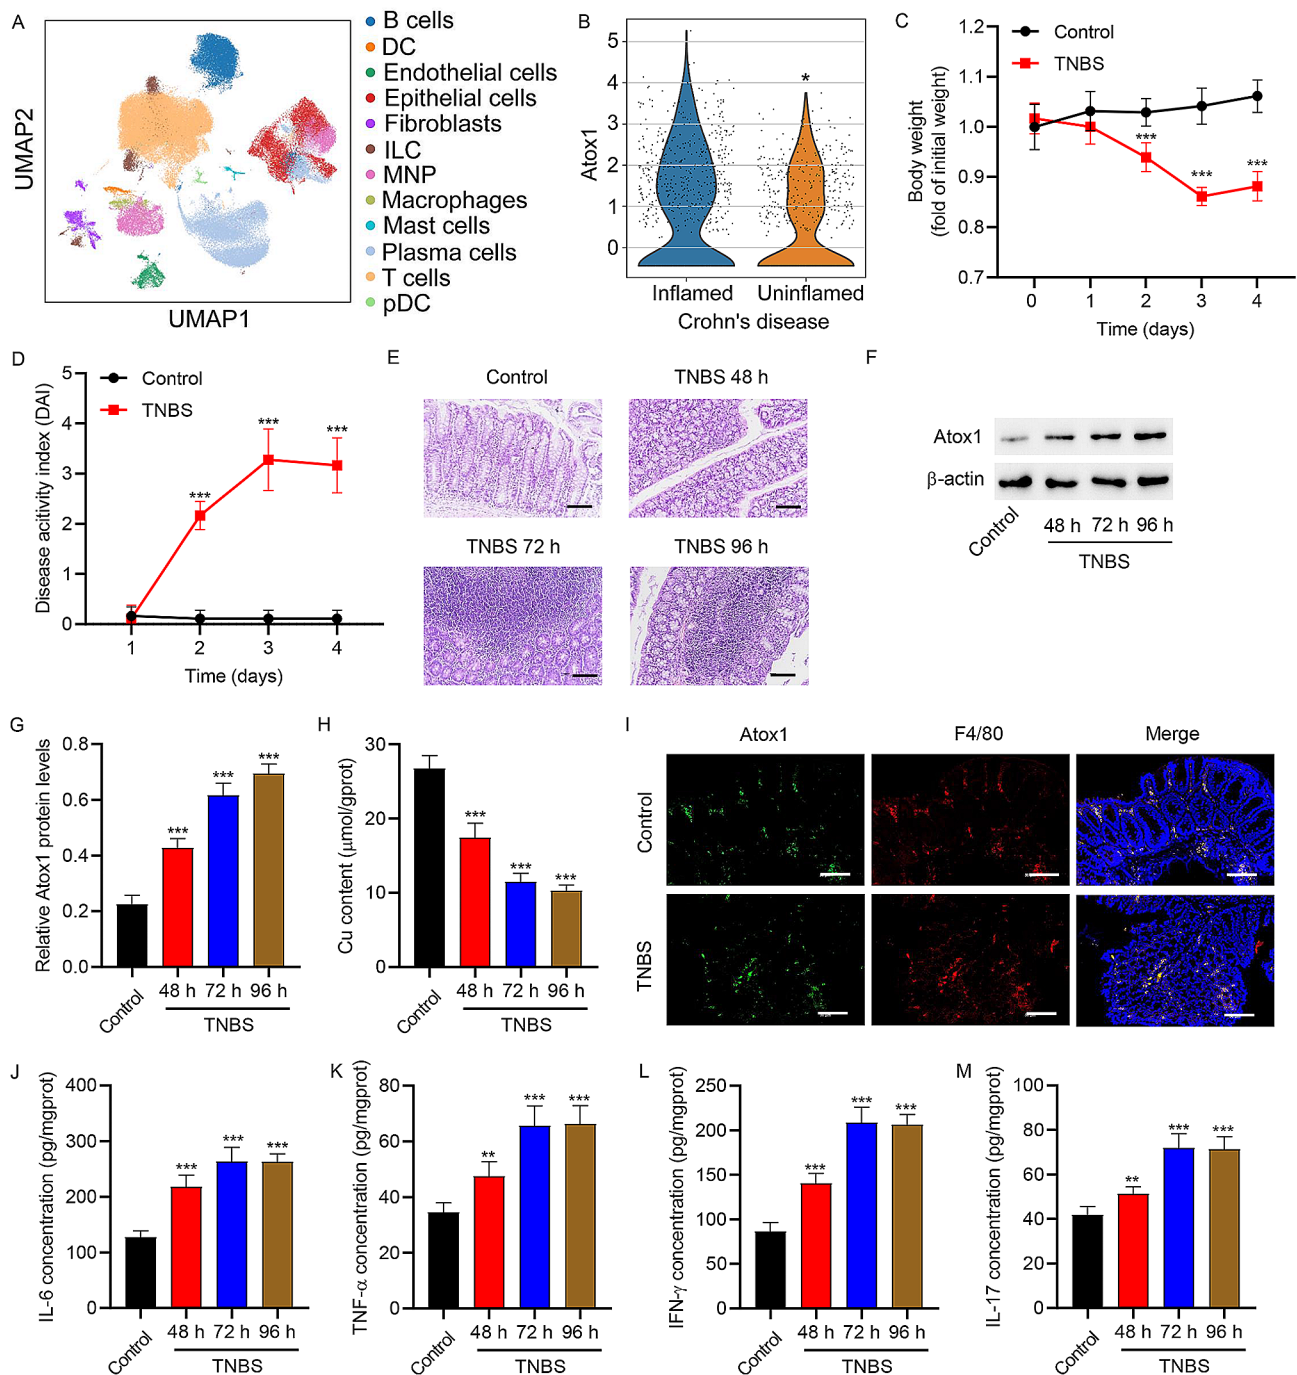 A
UMAP2
UMAP1
B cells
DC
Endothelial cells
Epithelial cells
Fibroblasts
ILC
MNP
Macrophages
Mast cells
Plasma cells
T cells
pDC
B
Atox1
5
4
3
2
1
0
*
Inflamed
Uninflamed
Crohn's disease
C
Body weight
(fold of initial weight)
1.2
1.1
1.0
0.9
0.8
0.7
Control
TNBS
***
***
***
0 1 2 3 4
Time (days)
D
Disease acitivity index (DAI)
5
4
3
2
1
0
Control
TNBS
***
***
***
1 2 3 4
Time (days)
E
Control
TNBS 48 h
TNBS 72 h
TNBS 96 h
F
Atox1
β-actin
Control
48 h 72 h 96 h
TNBS
G
Relative Atox1 protein levels
0.8
0.6
0.4
0.2
0.0
***
***
***
Control
48 h 72 h 96 h
TNBS
H
Cu content (μmol/gprot)
30
20
10
0
***
***
***
Control
48 h 72 h 96 h
TNBS
I
Atox1
F4/80
Merge
Control
TNBS
J
IL-6 concentration (pg/mgprot)
400
300
200
100
0
***
***
***
Control
48 h 72 h 96 h
TNBS
K
TNF-α concentration (pg/mgprot)
80
60
40
20
0
**
***
***
Control
48 h 72 h 96 h
TNBS
L
IFN-γ concentration (pg/mgprot)
250
200
150
100
50
0
***
***
***
Control
48 h 72 h 96 h
TNBS
M
IL-17 concentration (pg/mgprot)
100
80
60
40
20
0
**
***
***
Control
48 h 72 h 96 h
TNBS